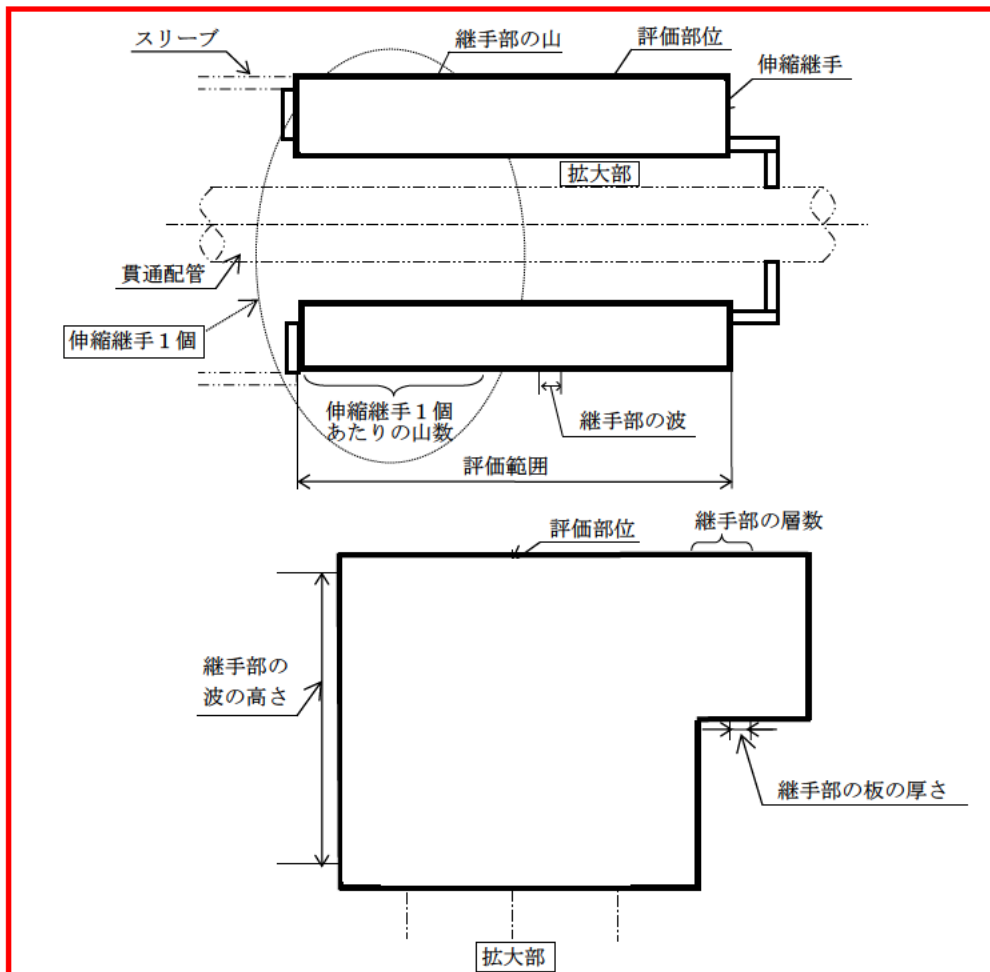 スリーブ
継手部の山
評価部位
伸縮継手
拡大部
貫通配管
伸縮継手1個
伸縮継手1個
あたりの山数
継手部の波
評価範囲
評価部位
継手部の層数
継手部の
波の高さ
継手部の板の厚さ
拡大部